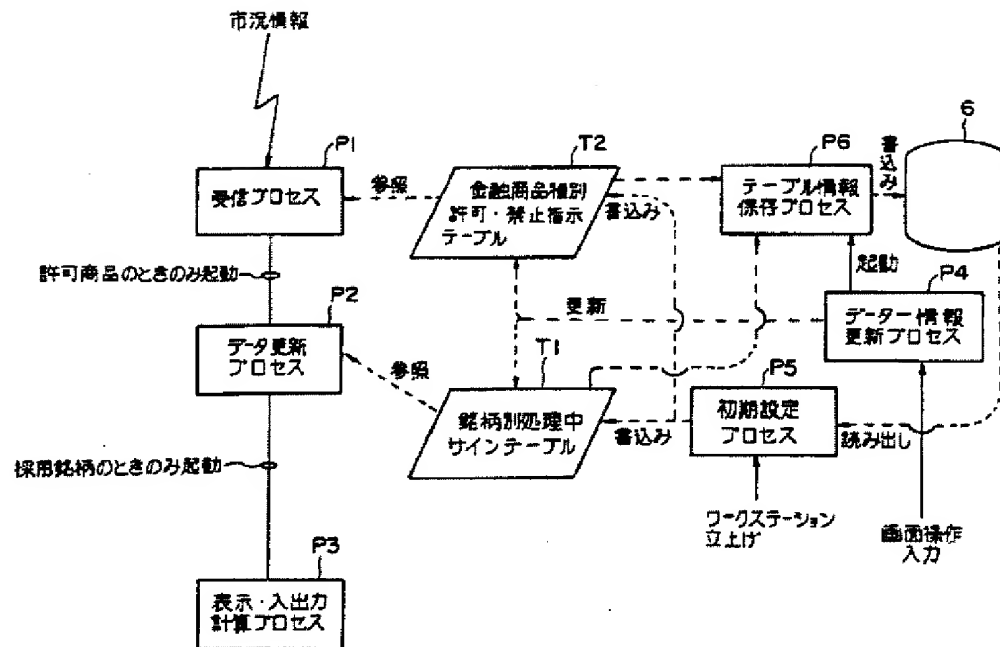 市況情報
P1
受信プロセス
参照
T2
金融商品種別
許可・禁止指示
テーブル
書込み
P6
テーブル情報
保存プロセス
書込み
6
許可商品のときのみ起動
P2
データ更新
プロセス
参照
更新
T1
銘柄別処理中
サインテーブル
書込み
起動
P4
データー情報
更新プロセス
P5
初期設定
プロセス
読み出し
採用銘柄のときのみ起動
ワークステーション
立上げ
画面操作
入力
P3
表示・入出力
計算プロセス